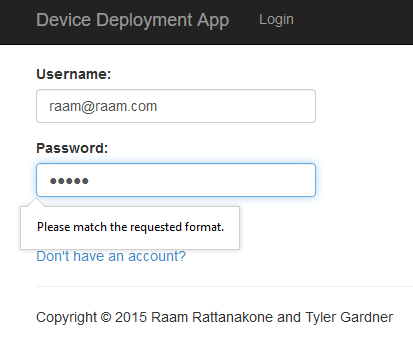 Device Deployment App Login
Username:
raam@raam.com
Password:
•••••
Please match the requested format.
Don't have an account?
Copyright © 2015 Raam Rattanakone and Tyler Gardner